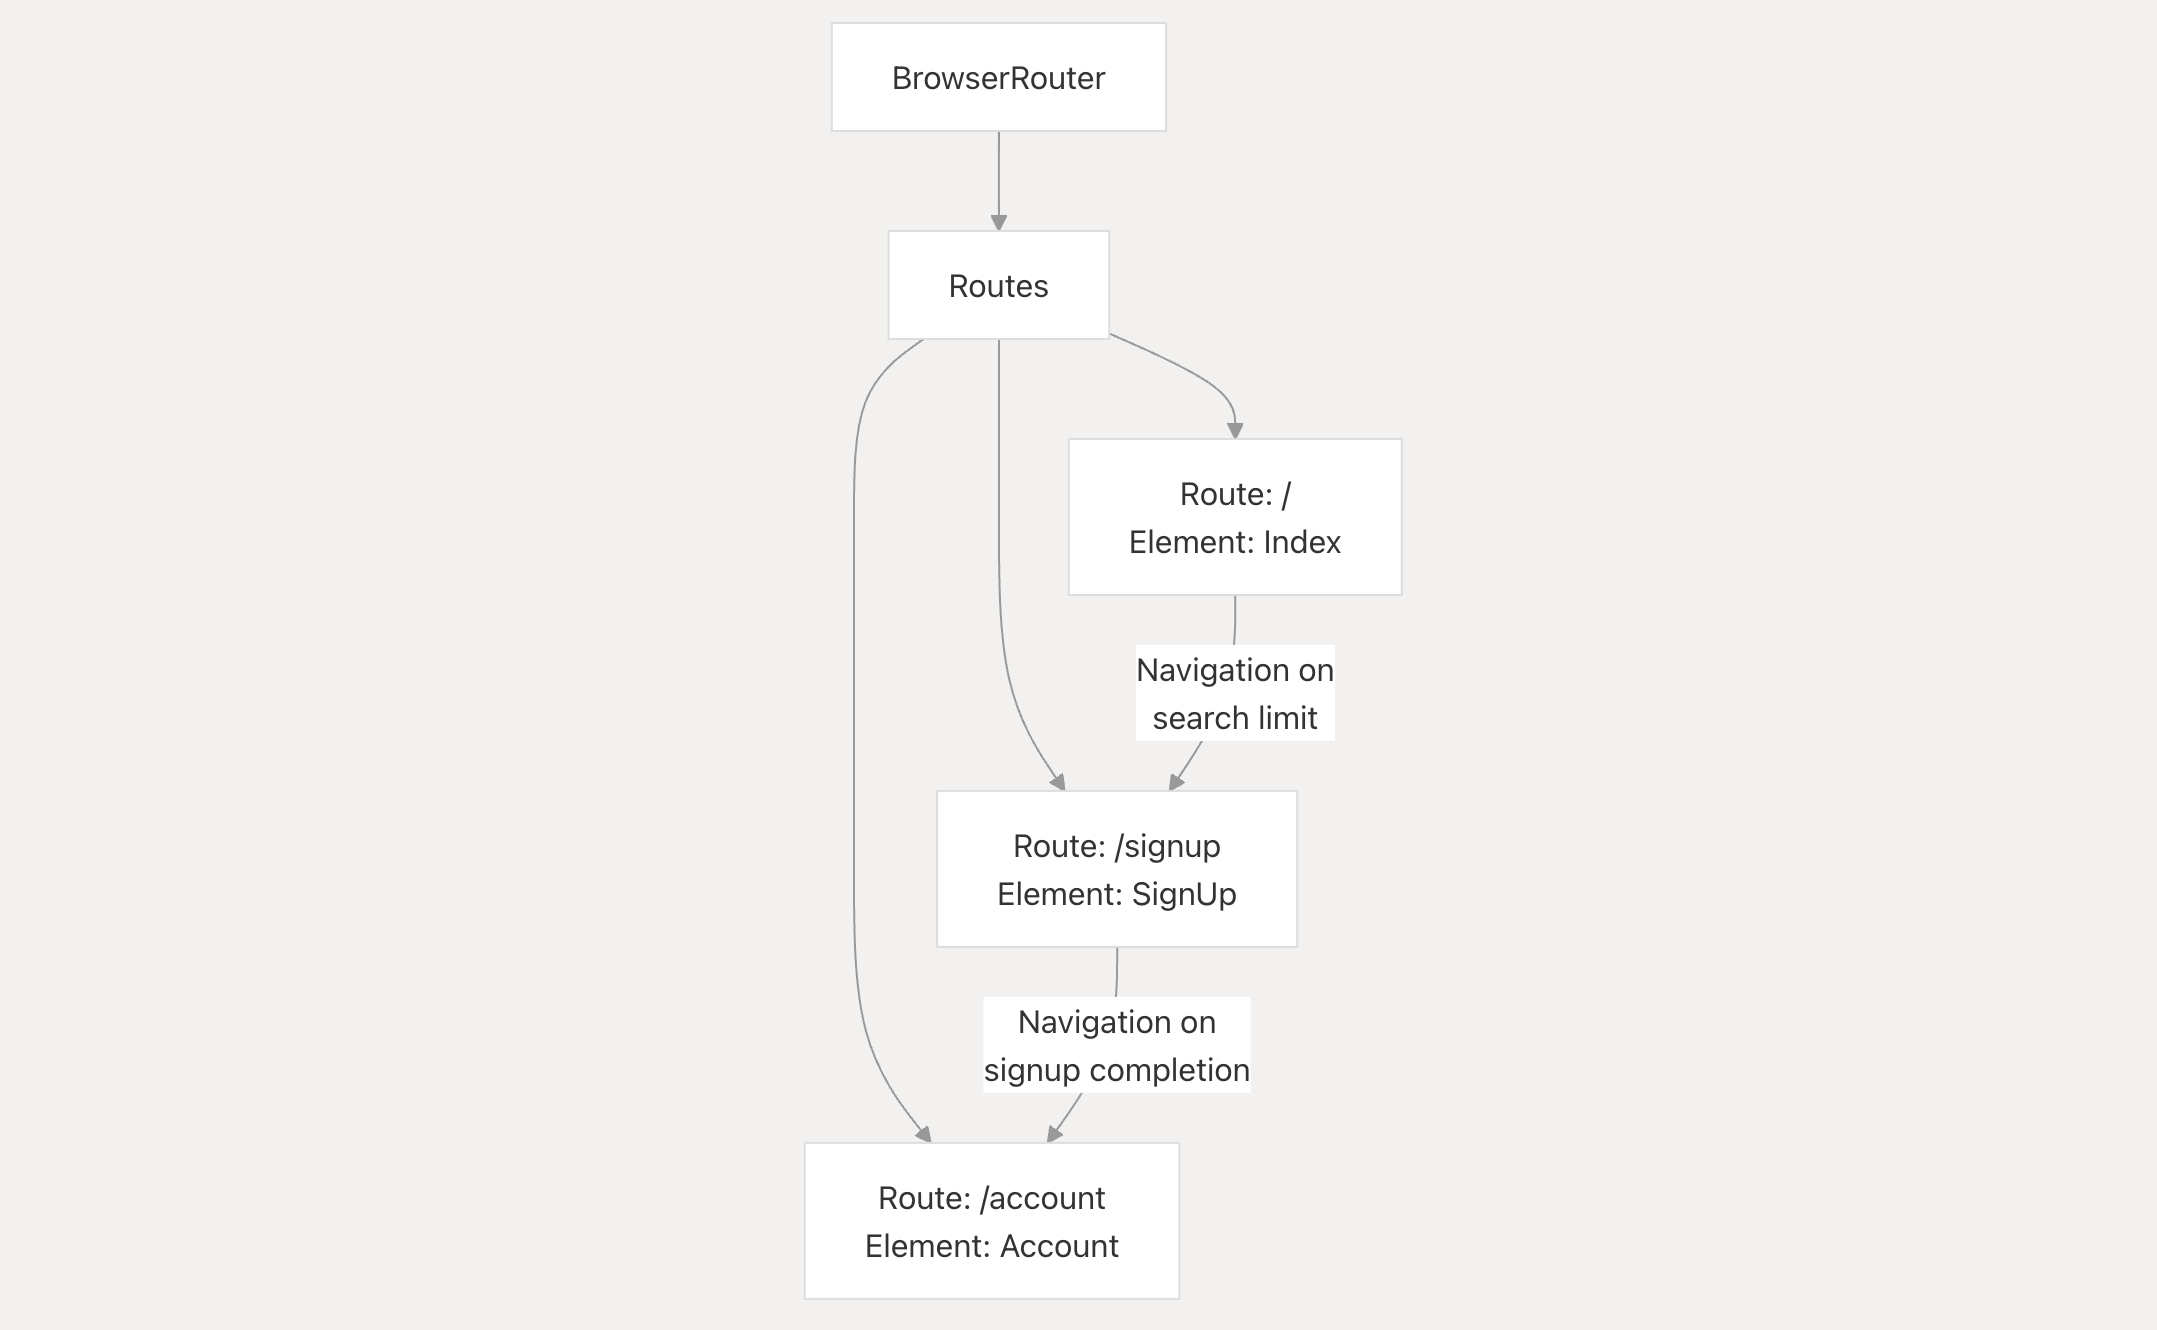 BrowserRouter
Routes
Route: /
Element: Index
Navigation on
search limit
Route: /signup
Element: SignUp
Navigation on
signup completion
Route: /account
Element: Account